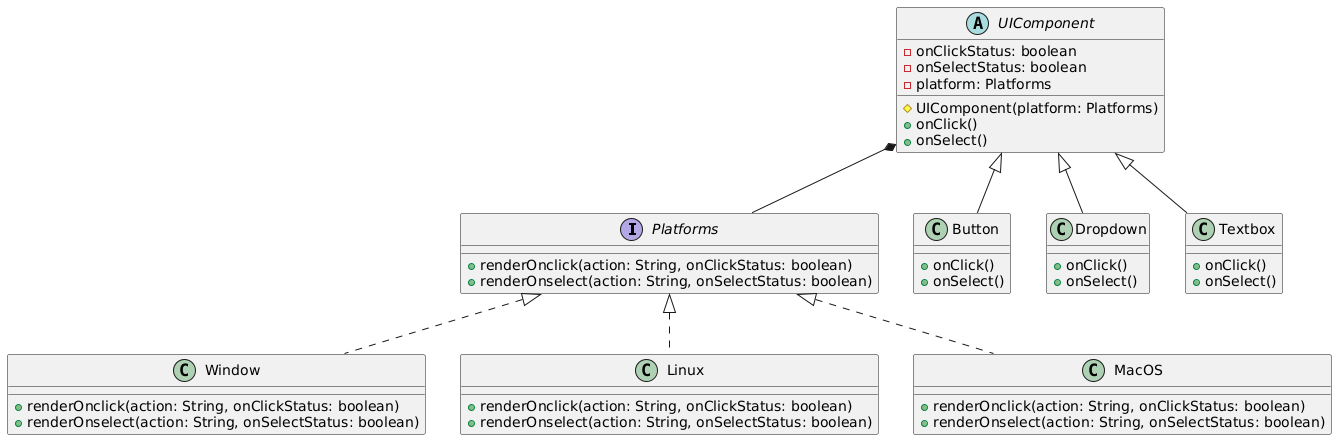 A UIComponent
onClickStatus: boolean
onSelectStatus: boolean
platform: Platforms
UIComponent(platform: Platforms)
onClick()
onSelect()
I Platforms
renderOnclick(action: String, onClickStatus: boolean)
renderOnselect(action: String, onSelectStatus: boolean)
C Button
onClick()
onSelect()
C Dropdown
onClick()
onSelect()
C Textbox
onClick()
onSelect()
C Window
renderOnclick(action: String, onClickStatus: boolean)
renderOnselect(action: String, onSelectStatus: boolean)
C Linux
renderOnclick(action: String, onClickStatus: boolean)
renderOnselect(action: String, onSelectStatus: boolean)
C MacOS
renderOnclick(action: String, onClickStatus: boolean)
renderOnselect(action: String, onSelectStatus: boolean)